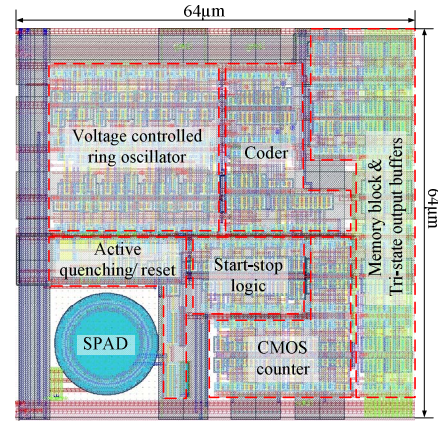 64µm
Voltage controlled
ring oscillator
Coder
Memory block &
Tri-state output buffers
64µm
Active
quenching/ reset
Start-stop
logic
SPAD
CMOS
counter